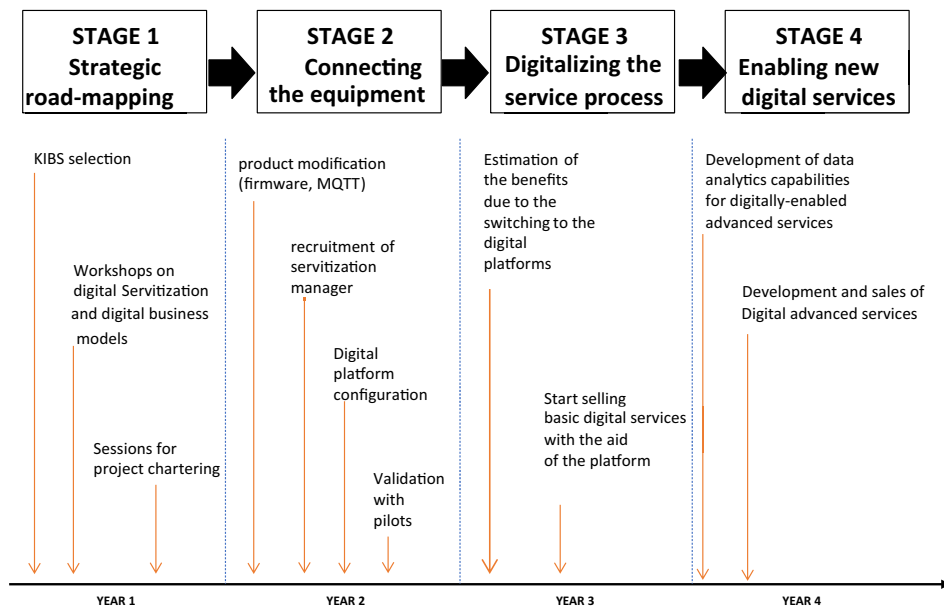 STAGE 1
Strategic
road-mapping
STAGE 2
Connecting
the equipment
STAGE 3
Digitalizing the
service process
STAGE 4
Enabling new
digital services
KIBS selection
Workshops on
digital Servitization
and digital business
models
Sessions for
project chartering
product modification
(firmware, MQTT)
recruitment of
servitization
manager
Digital
platform
configuration
Validation
with
pilots
Estimation of
the benefits
due to the
switching to the
digital
platforms
Start selling
basic digital services
with the aid
of the platform
Development of data
analytics capabilities
for digitally-enabled
advanced services
Development and sales of
Digital advanced services
YEAR 1
YEAR 2
YEAR 3
YEAR 4